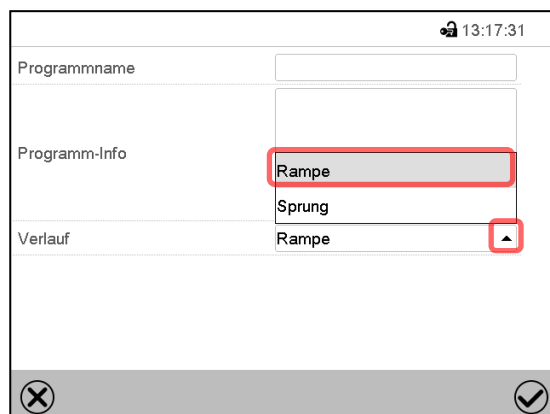 13:17:31
Programmname
Programm-Info
Rampe
Sprung
Verlauf
Rampe